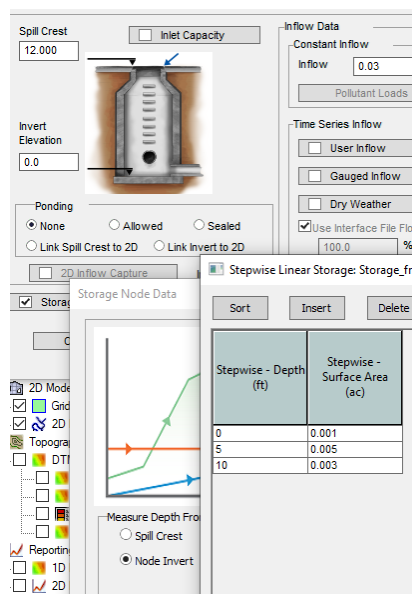 Spill Crest
12.000
Inlet Capacity
Invert
Elevation
0.0
Ponding
None
Allowed
Sealed
Link Spill Crest to 2D
Link Invert to 2D
2D Inflow Capture
Inflow Data
Constant Inflow
Inflow
0.03
Pollutant Loads
Time Series Inflow
User Inflow
Gauged Inflow
Dry Weather
Use Interface File Flo
100.0
%
Storag
Storage Node Data
Measure Depth Fro
Spill Crest
Node Invert
Stepwise Linear Storage: Storage_fr
Sort
Insert
Delete
Stepwise - Depth
(ft)
Stepwise -
Surface Area
(ac)
0 0.001
5 0.005
10 0.003
2D Mode
Grid
2D
Topogra
DTM
Reporting
1D
2D